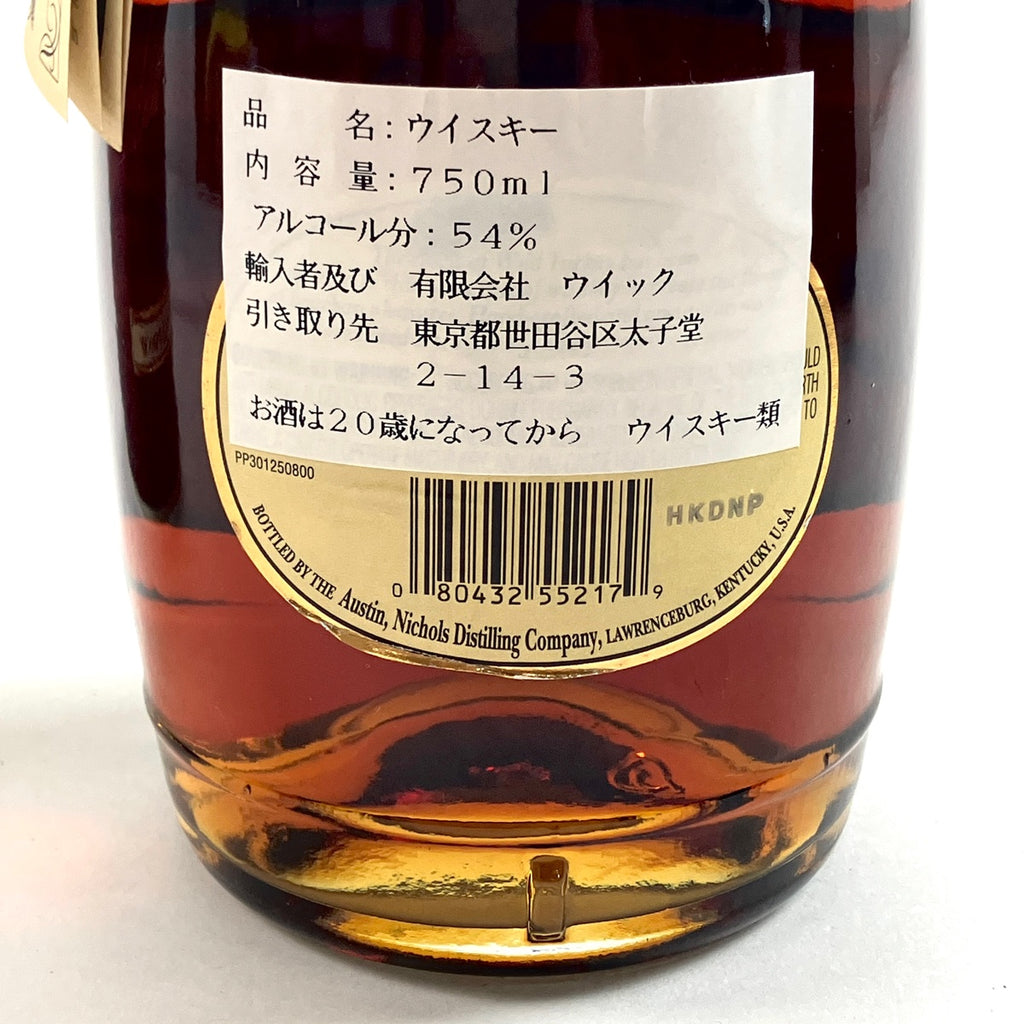 品 名：ウイスキー
内 容 量：７５０ｍｌ
アルコール分：５４％
輸入者及び 有限会社 ウイック
引き取り先 東京都世田谷区太子堂
２－１４－３
お酒は２０歳になってから ウイスキー類
PP301250800
HKDNP
0 80432 55217 9
BOTTLED BY THE Austin, Nichols Distilling Company, LAWRENCEBURG, KENTUCKY, U.S.A.
TO